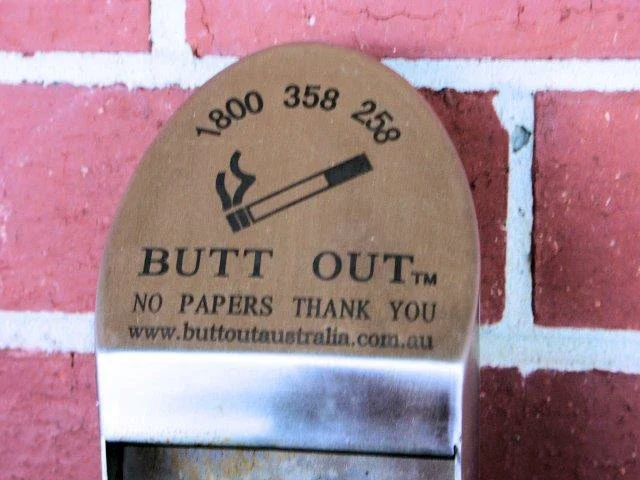 1800 358 258
BUTT OUT™
NO PAPERS THANK YOU
www.buttoutaustralia.com.au